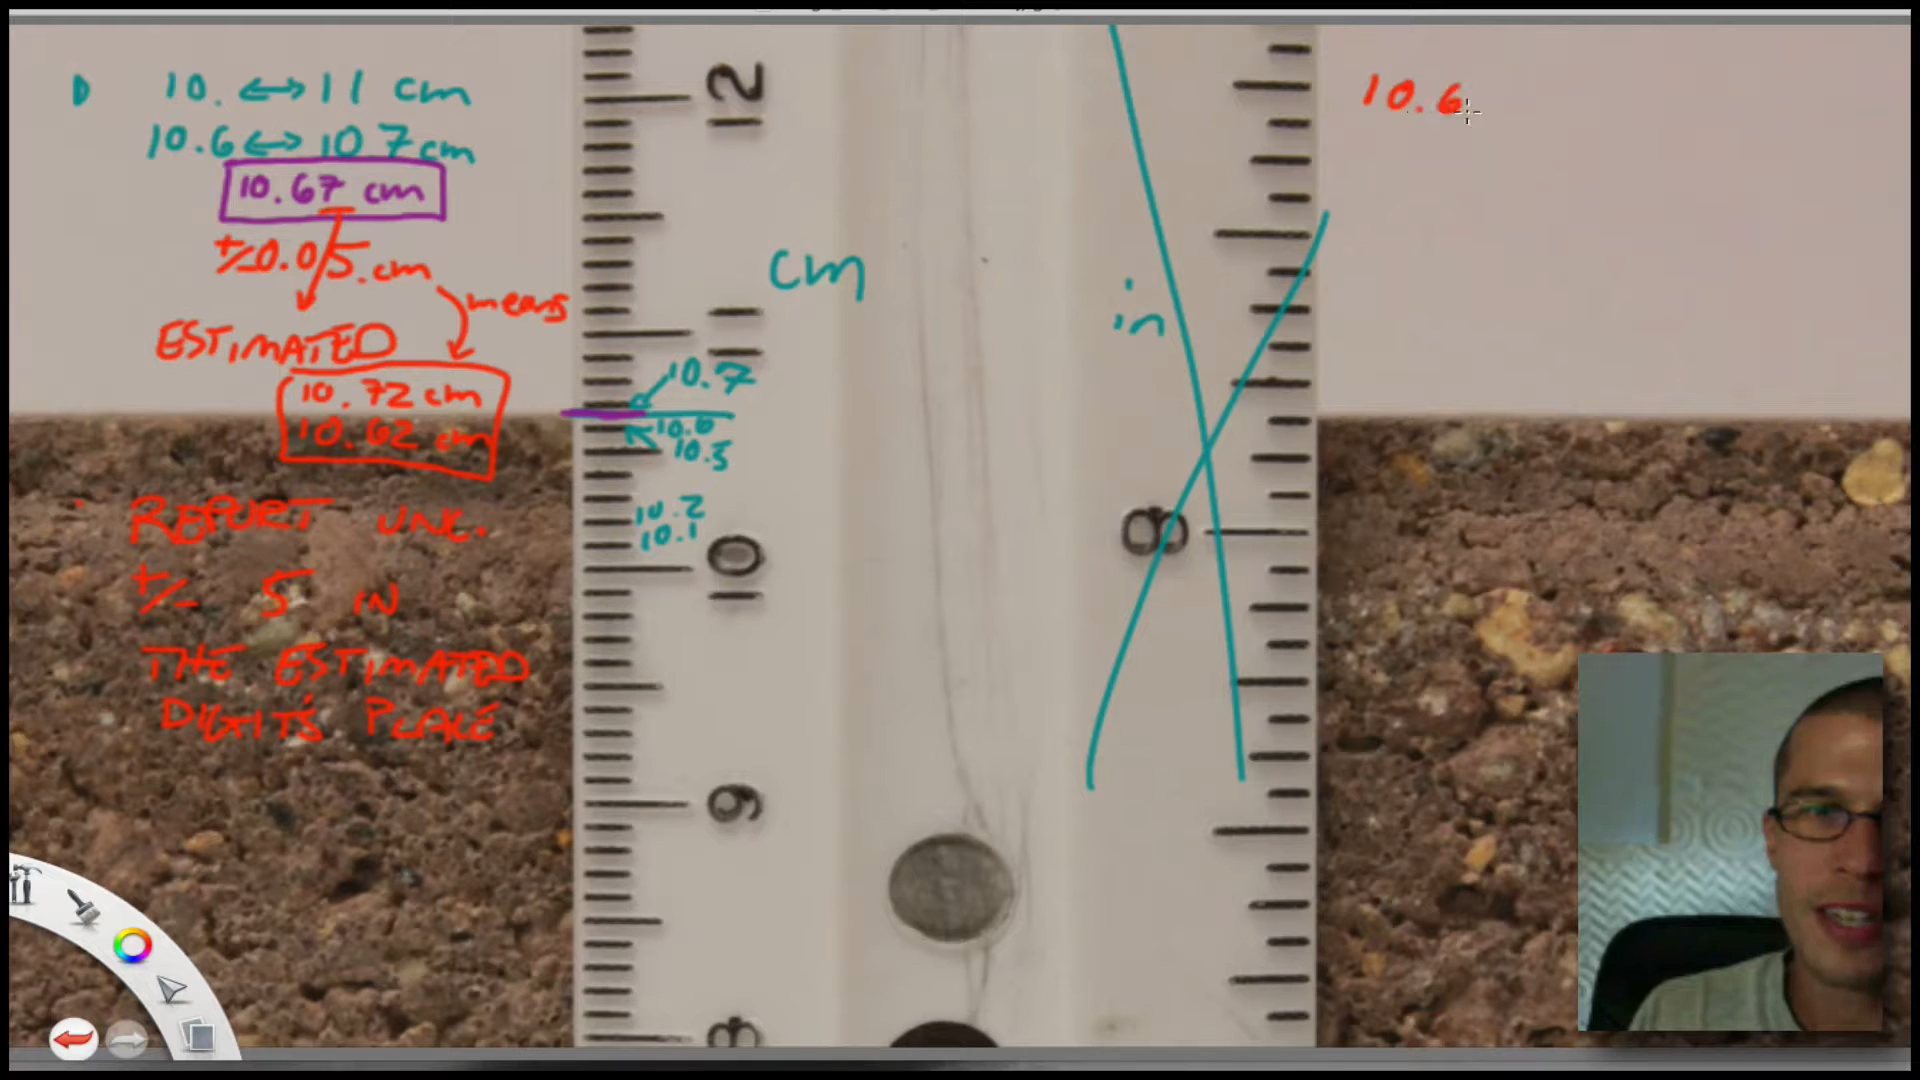 10. ↔ 11 cm
10.6 ↔ 10 7 cm
10.67 cm
+/- 0.05 cm
means
ESTIMATED
10.72 cm
10.62 cm
REPORT UNC.
+/- 5 IN
THE ESTIMATED
DIGIT'S PLACE
12
11
10
9
8
cm
10.7
10.6
10.5
10.2
10.1
in
8
10.6